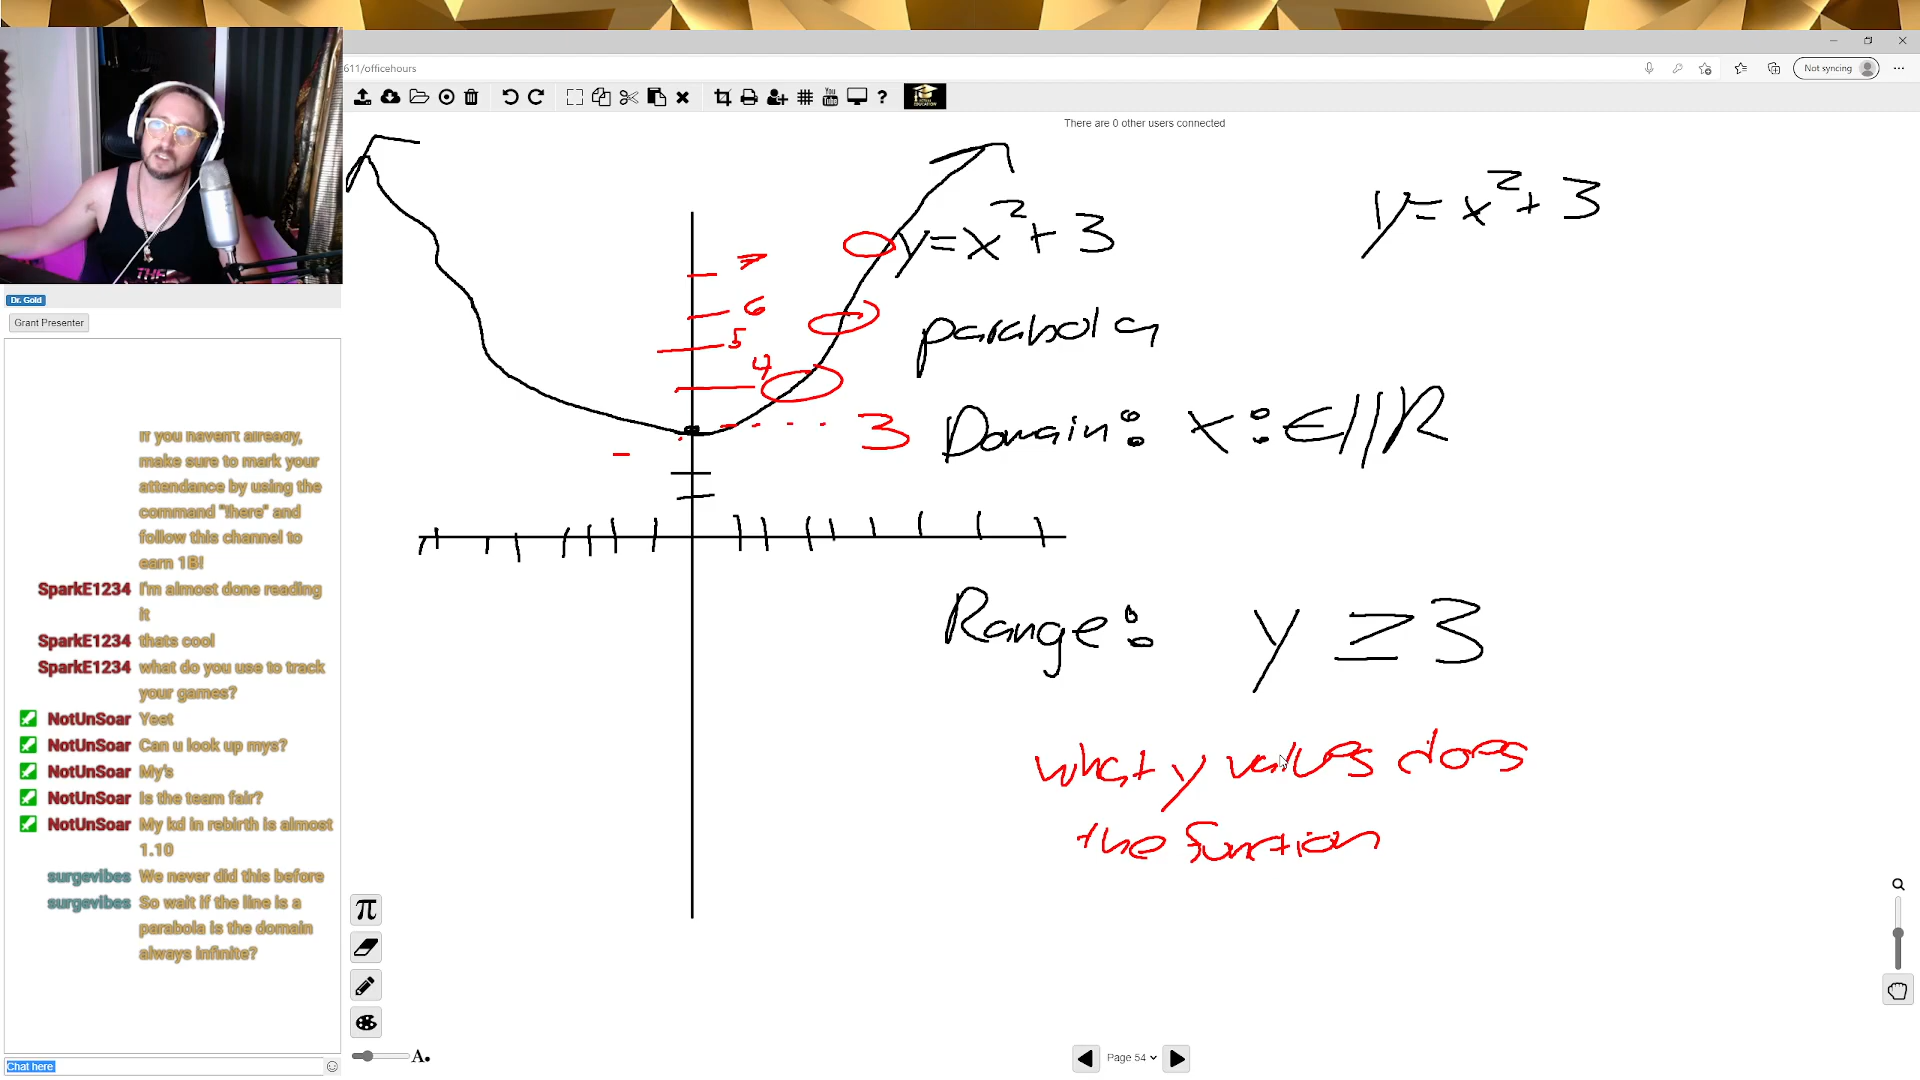 611/officehours
Not syncing
There are 0 other users connected
THE
Dr. Gold
Grant Presenter
If you haven't already,
make sure to mark your
attendance by using the
command "!here" and
follow this channel to
earn 1B!
SparkE1234 I'm almost done reading
it
SparkE1234 thats cool
SparkE1234 what do you use to track
your games?
NotUnSoar Yeet
NotUnSoar Can u look up mys?
NotUnSoar My's
NotUnSoar Is the team fair?
NotUnSoar My kd in rebirth is almost
1.10
surgevibes We never did this before
surgevibes So wait if the line is a
parabola is the domain
always infinite?
Chat here
y=x²+3
y=x²+3
7
6
5
4
3
parabola
Domain: x:∈ℝ
Range: y ≥3
what y values does
the function
π
A.
Page 54